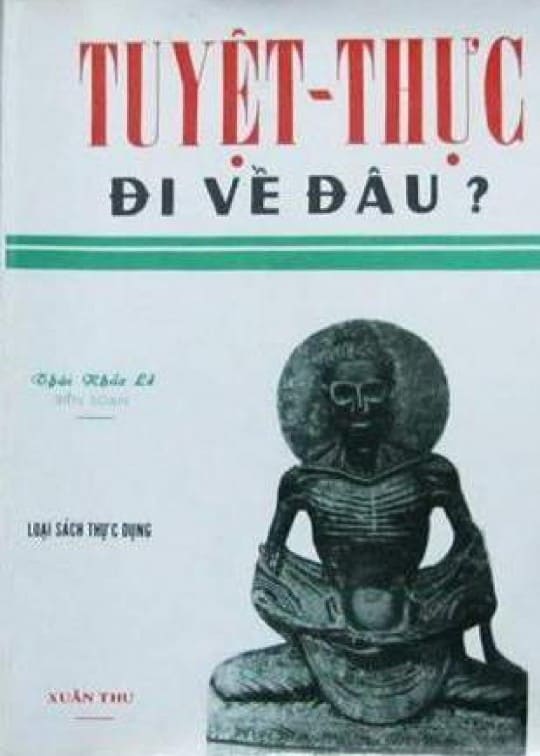 TUYỆT-THỰC
ĐI VỀ ĐÂU ?
Thái Khắc Lễ
BIÊN SOẠN
LOẠI SÁCH THỰC DỤNG
XUÂN THU